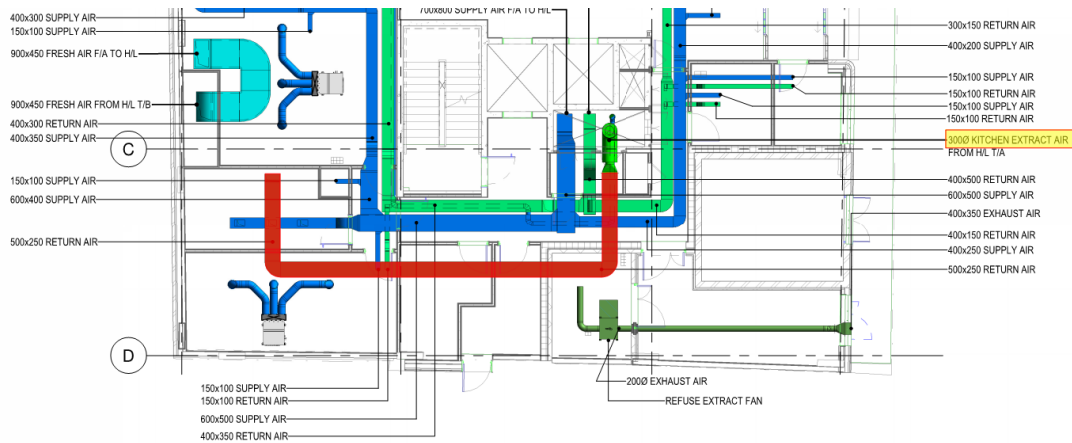 700x800 SUPPLY AIR F/A TO H/L
400x300 SUPPLY AIR
150x100 SUPPLY AIR
900x450 FRESH AIR F/A TO H/L
900x450 FRESH AIR FROM H/L T/B
400x300 RETURN AIR
400x350 SUPPLY AIR
C
150x100 SUPPLY AIR
600x400 SUPPLY AIR
500x250 RETURN AIR
D
150x100 SUPPLY AIR
150x100 RETURN AIR
600x500 SUPPLY AIR
400x350 RETURN AIR
300x150 RETURN AIR
400x200 SUPPLY AIR
150x100 SUPPLY AIR
150x100 RETURN AIR
150x100 SUPPLY AIR
150x100 RETURN AIR
300Ø KITCHEN EXTRACT AIR
FROM H/L T/A
400x500 RETURN AIR
600x500 SUPPLY AIR
400x350 EXHAUST AIR
400x150 RETURN AIR
400x250 SUPPLY AIR
500x250 RETURN AIR
200Ø EXHAUST AIR
REFUSE EXTRACT FAN